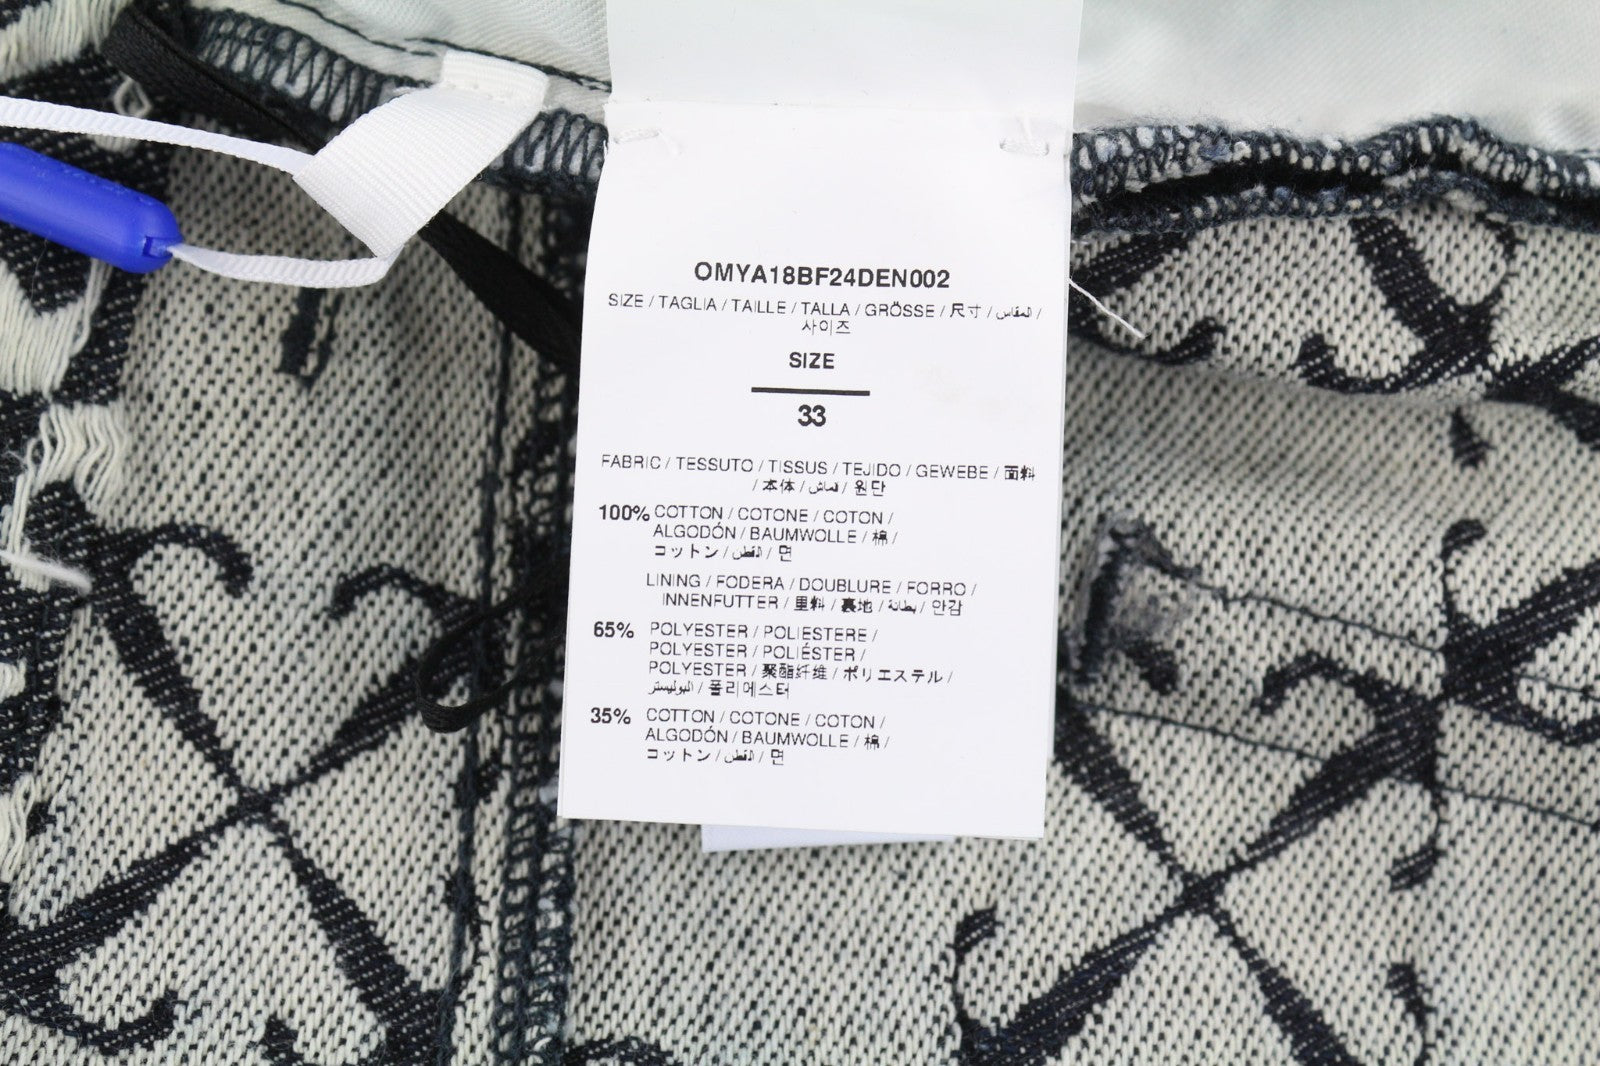 OMYA18BF24DEN002
SIZE / TAGLIA / TAILLE / TALLA / GRÖSSE / 尺寸 / المقاس /
사이즈
SIZE
33
FABRIC / TESSUTO / TISSUS / TEJIDO / GEWEBE / 面料
/ 本体 / قماش / 원단
100% COTTON / COTONE / COTON /
ALGODÓN / BAUMWOLLE / 棉 /
コットン / القطن / 면
LINING / FODERA / DOUBLURE / FORRO /
INNENFUTTER / 里料 / 裏地 / بطانة / 안감
65% POLYESTER / POLIESTERE /
POLYESTER / POLIÉSTER /
POLYESTER / 聚酯纤维 / ポリエステル /
البوليستر / 폴리에스터
35% COTTON / COTONE / COTON /
ALGODÓN / BAUMWOLLE / 棉 /
コットン / القطن / 면